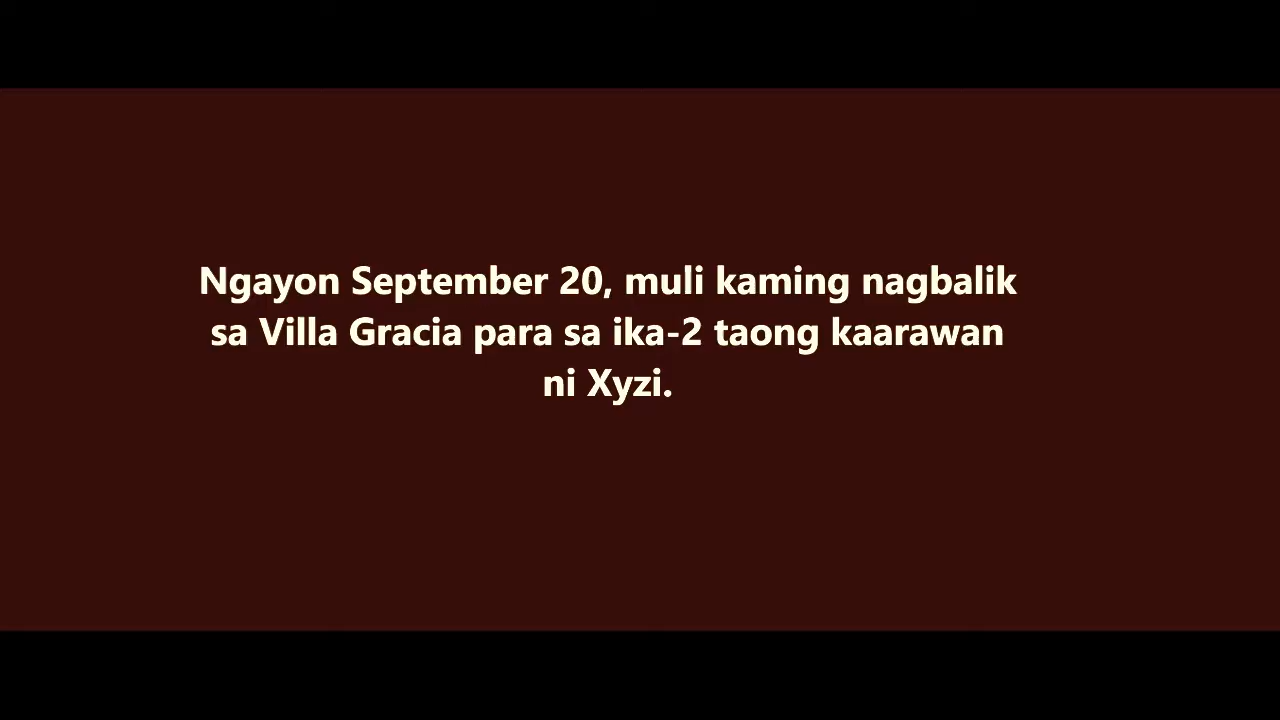 Ngayon September 20, muli kaming nagbalik
sa Villa Gracia para sa ika-2 taong kaarawan
ni Xyzi.